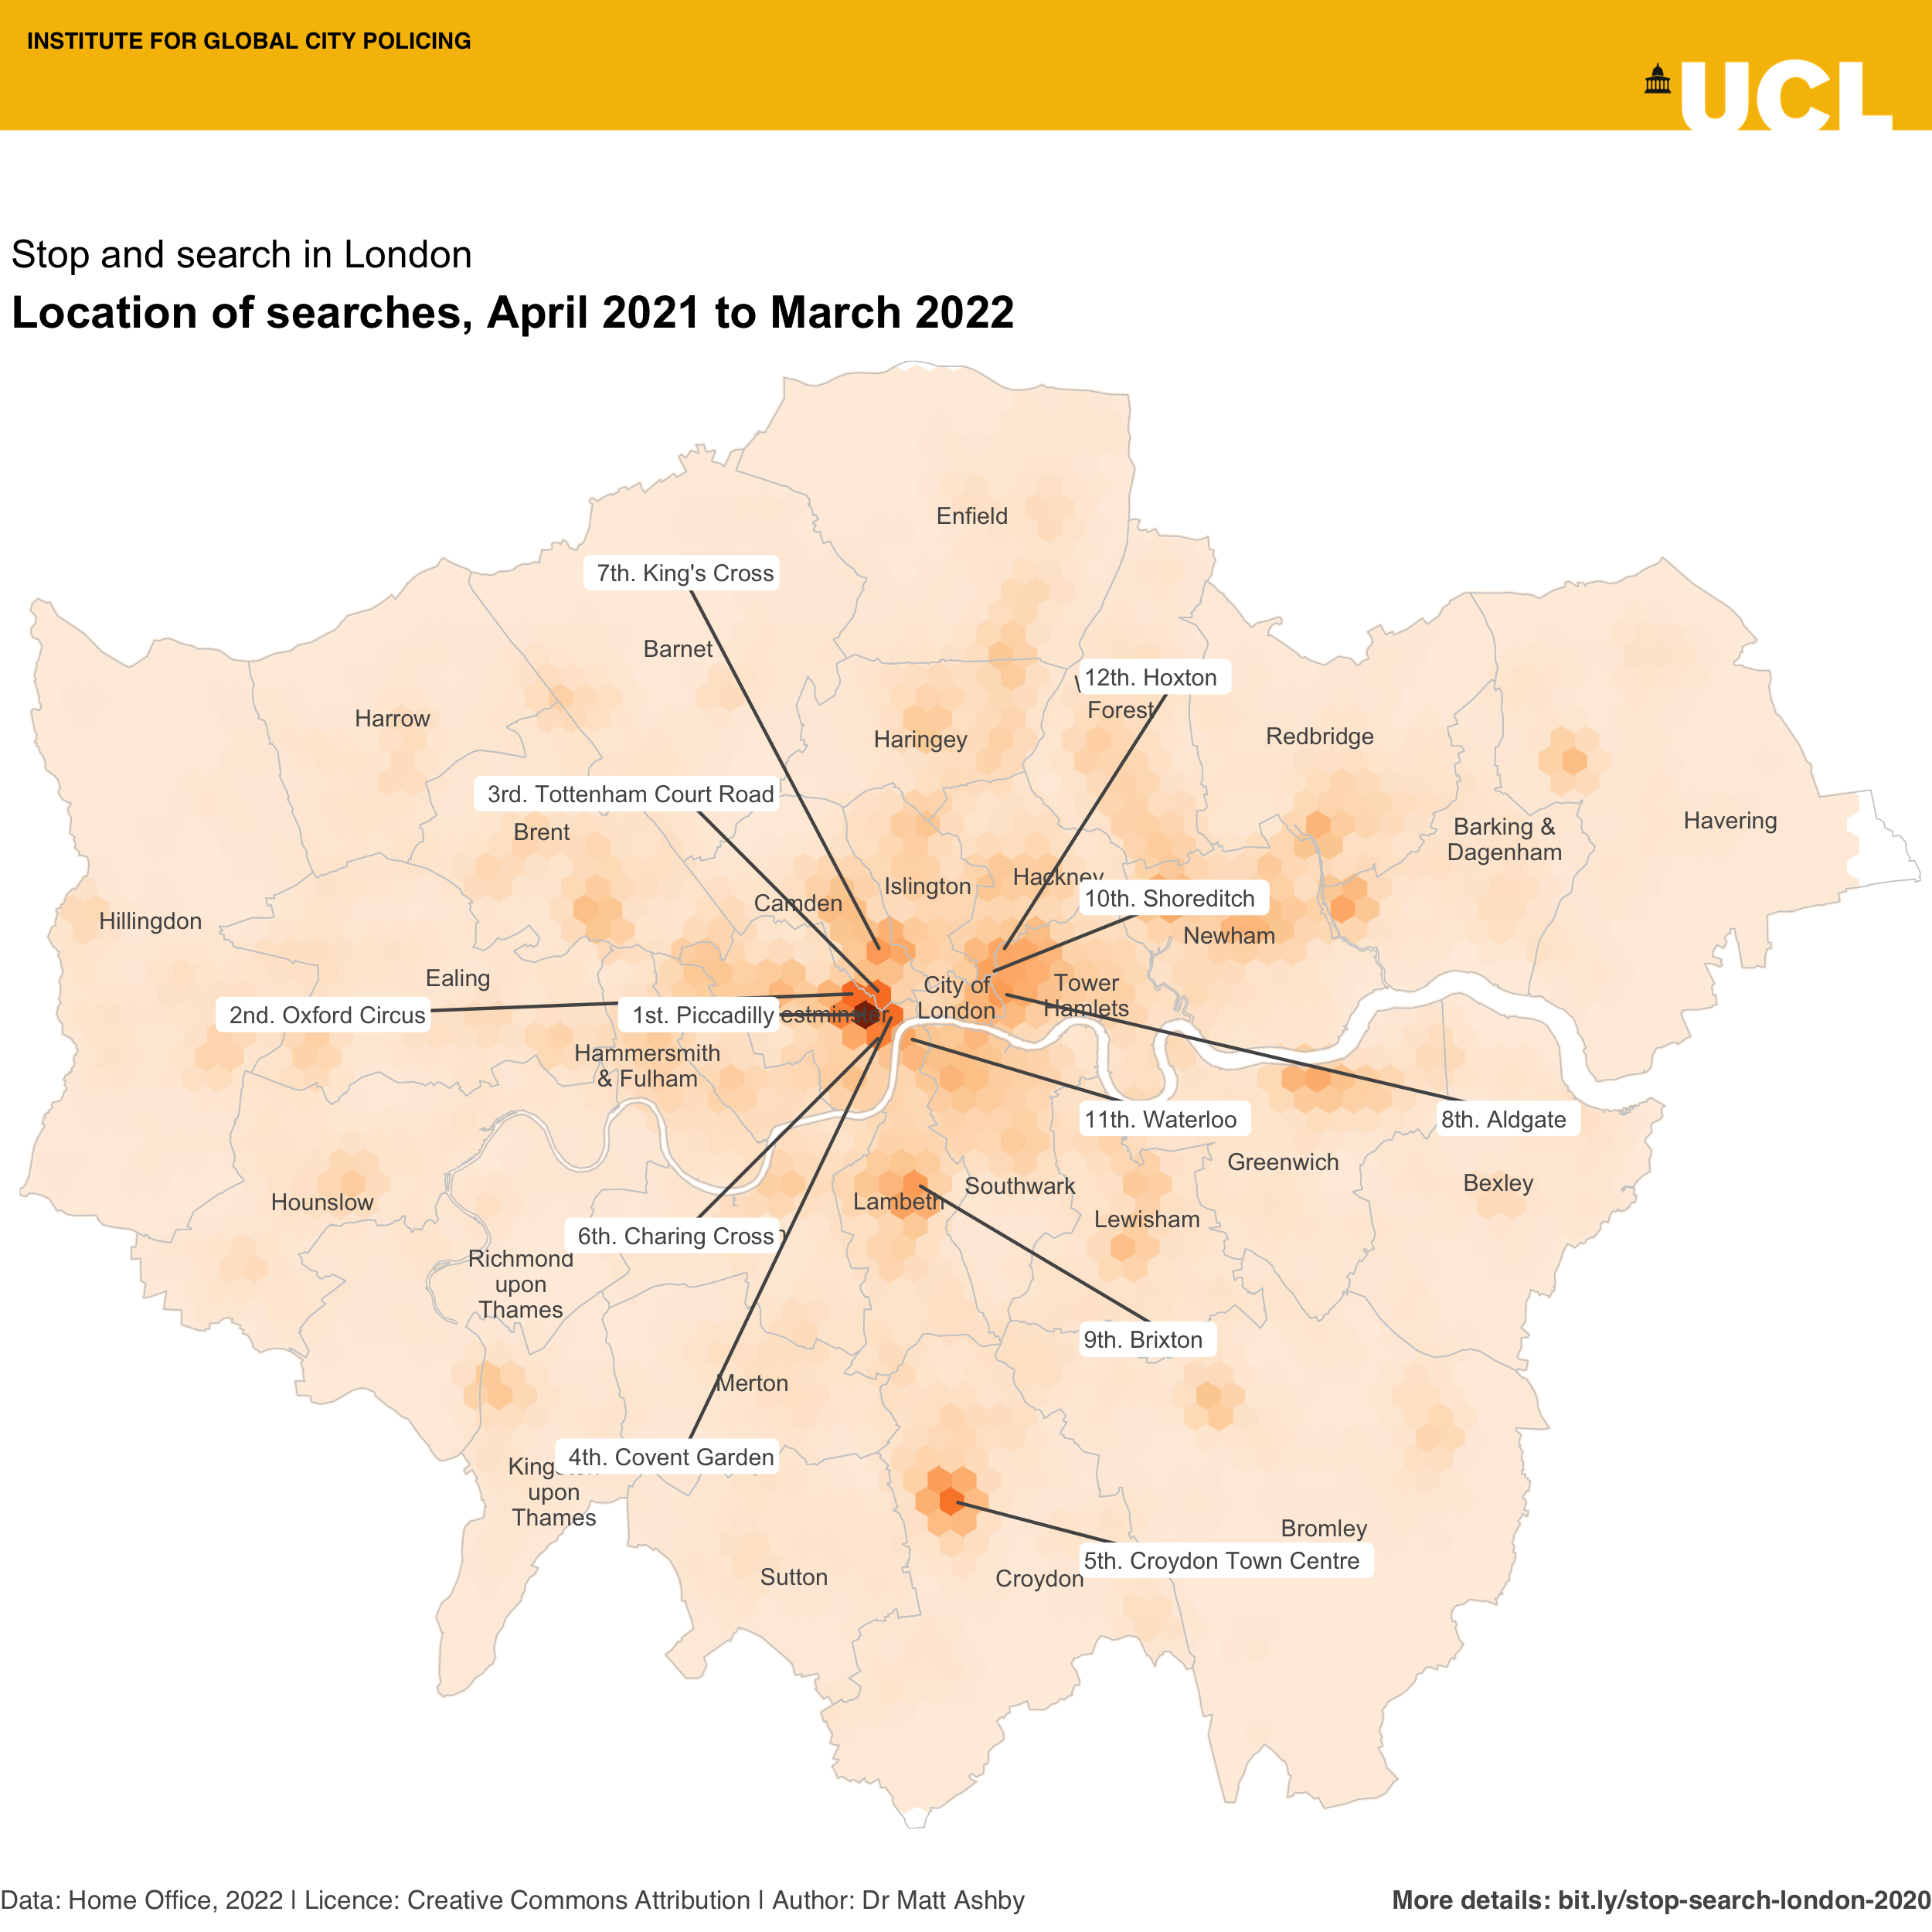 INSTITUTE FOR GLOBAL CITY POLICING
UCL
Stop and search in London
Location of searches, April 2021 to March 2022
Enfield
7th. King's Cross
Barnet
12th. Hoxton
Forest
Harrow
Haringey
Redbridge
3rd. Tottenham Court Road
Brent
Barking &
Dagenham
Havering
Islington
Hackney
Camden
10th. Shoreditch
Hillingdon
Newham
Ealing
City of
London
Tower
Hamlets
2nd. Oxford Circus
1st. Piccadilly
estminster
Hammersmith
& Fulham
11th. Waterloo
8th. Aldgate
Greenwich
Hounslow
Lambeth
Southwark
Bexley
Lewisham
6th. Charing Cross
Richmond
upon
Thames
9th. Brixton
Merton
4th. Covent Garden
King
upon
Thames
Bromley
5th. Croydon Town Centre
Sutton
Croydon
Data: Home Office, 2022 | Licence: Creative Commons Attribution | Author: Dr Matt Ashby
More details: bit.ly/stop-search-london-2020